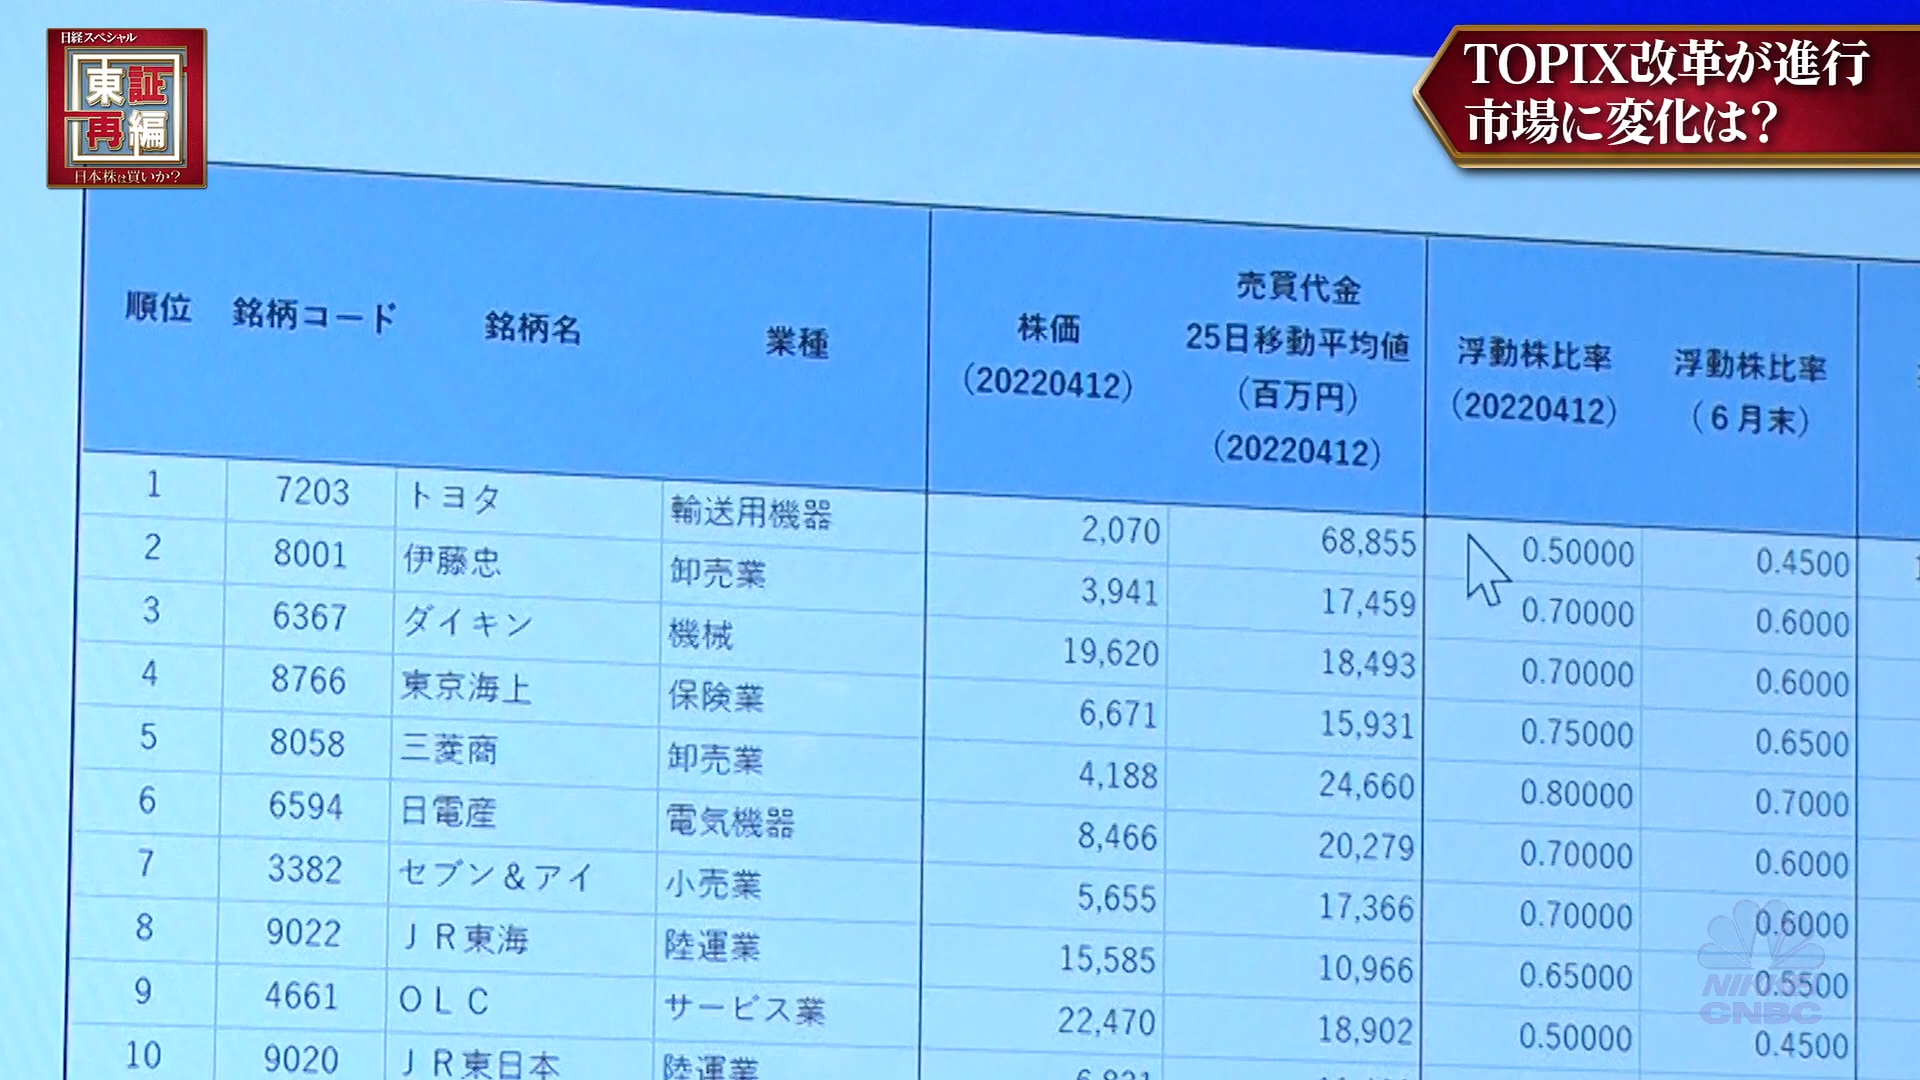 日経スペシャル
東証
再編
日本株は買いか?
TOPIX改革が進行
市場に変化は?
順位 銘柄コード 銘柄名 業種 株価 (20220412) 売買代金 25日移動平均値 (百万円) (20220412) 浮動株比率 (20220412) 浮動株比率 (6月末)
1 7203 トヨタ 輸送用機器 2,070 68,855 0.50000 0.4500
2 8001 伊藤忠 卸売業 3,941 17,459 0.70000 0.6000
3 6367 ダイキン 機械 19,620 18,493 0.70000 0.6000
4 8766 東京海上 保険業 6,671 15,931 0.75000 0.6500
5 8058 三菱商 卸売業 4,188 24,660 0.80000 0.7000
6 6594 日電産 電気機器 8,466 20,279 0.70000 0.6000
7 3382 セブン&アイ 小売業 5,655 17,366 0.70000 0.6000
8 9022 JR東海 陸運業 15,585 10,966 0.65000 0.5500
9 4661 OLC サービス業 22,470 18,902 0.50000 0.4500
10 9020 JR東日本 陸運業
NIKKEI
CNBC